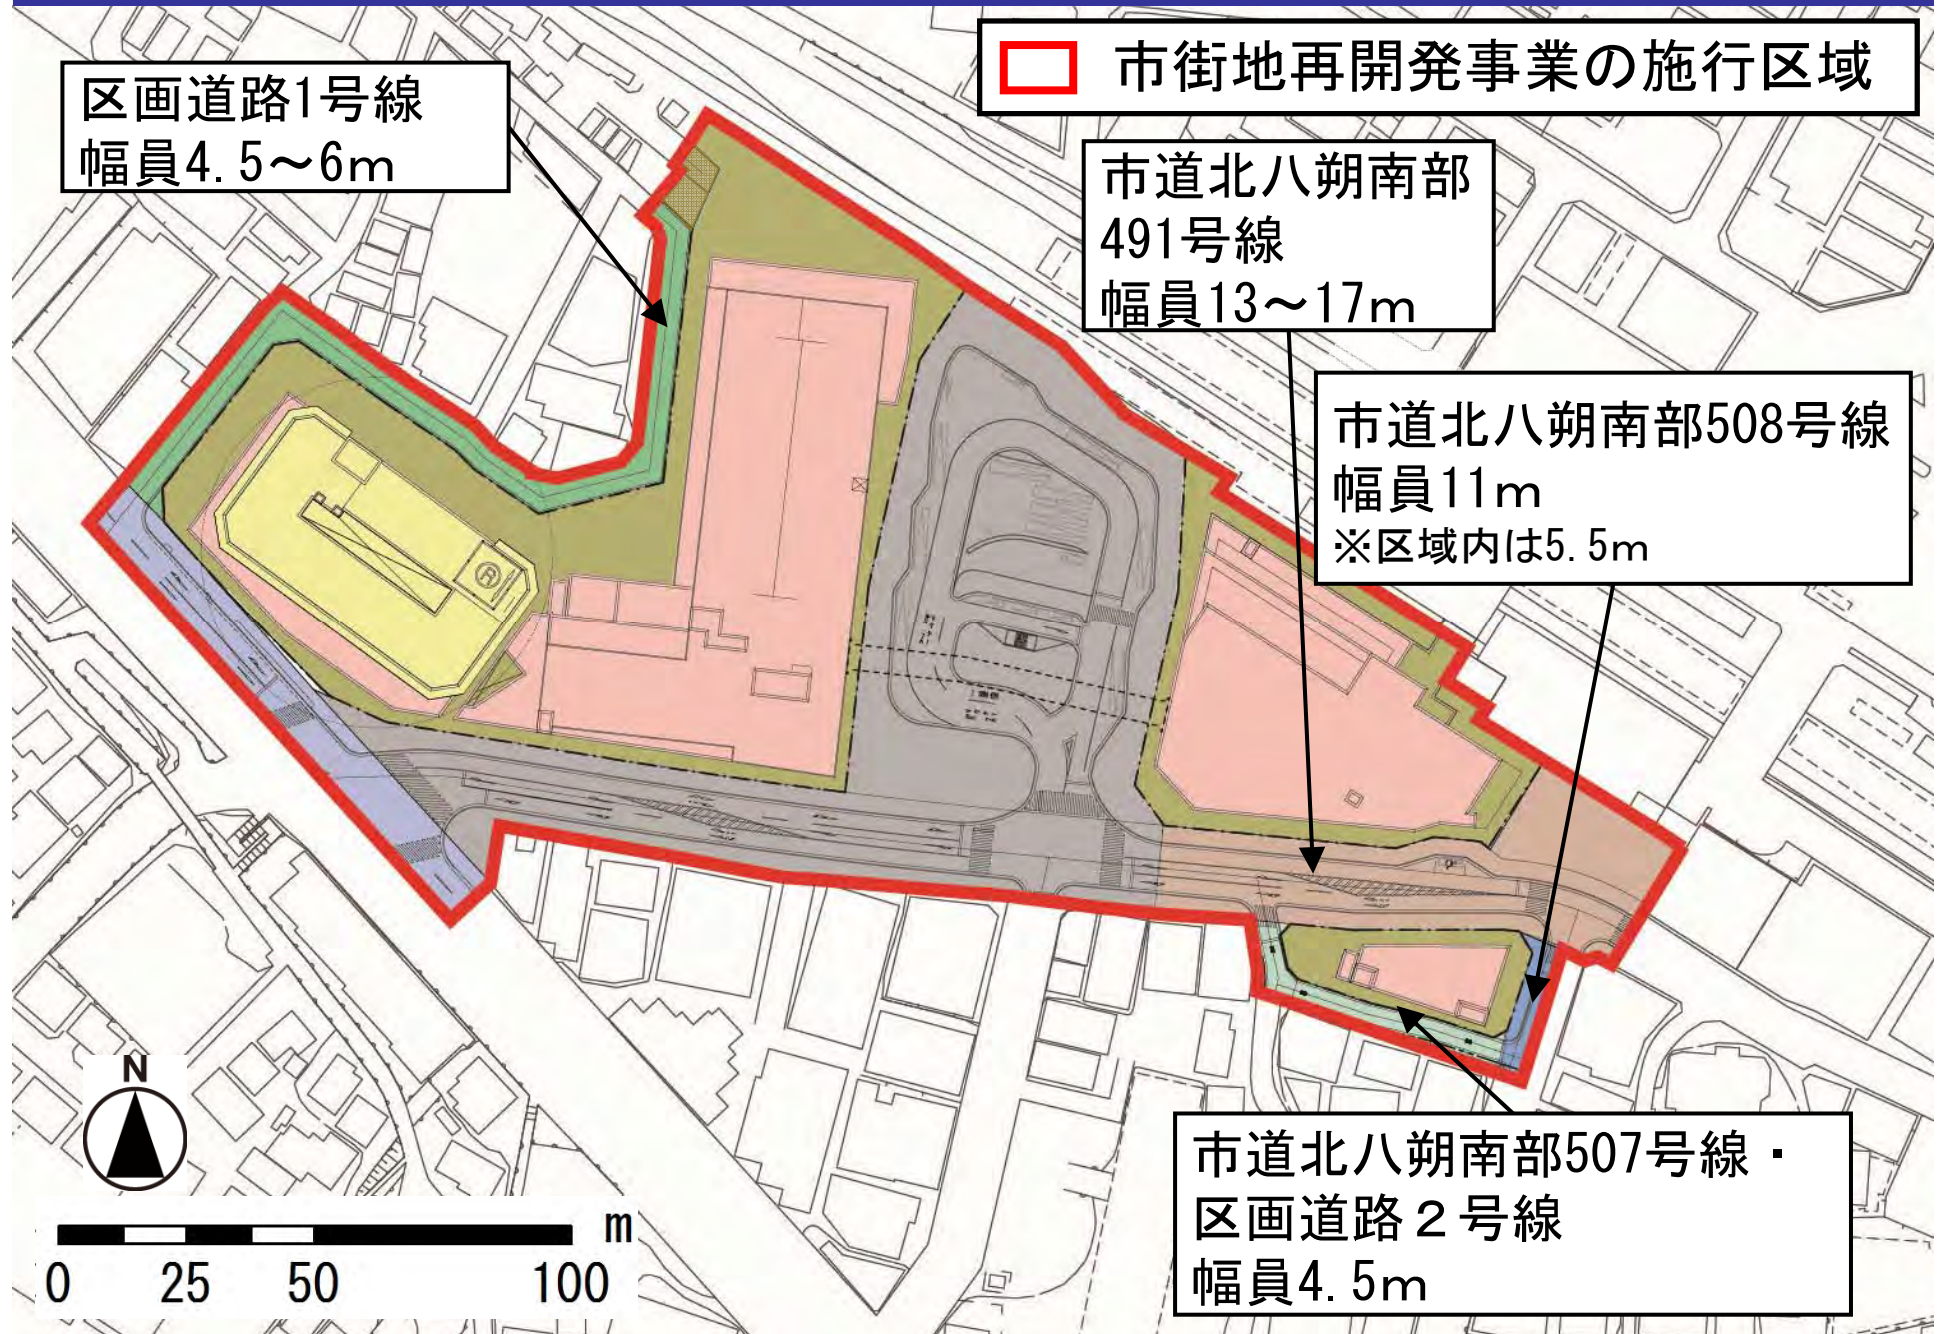 市街地再開発事業の施行区域
区画道路1号線
幅員4.5～6m
市道北八朔南部
491号線
幅員13～17m
市道北八朔南部508号線
幅員11m
※区域内は5.5m
市道北八朔南部507号線・
区画道路２号線
幅員4.5m
R
N
m
0 25 50 100